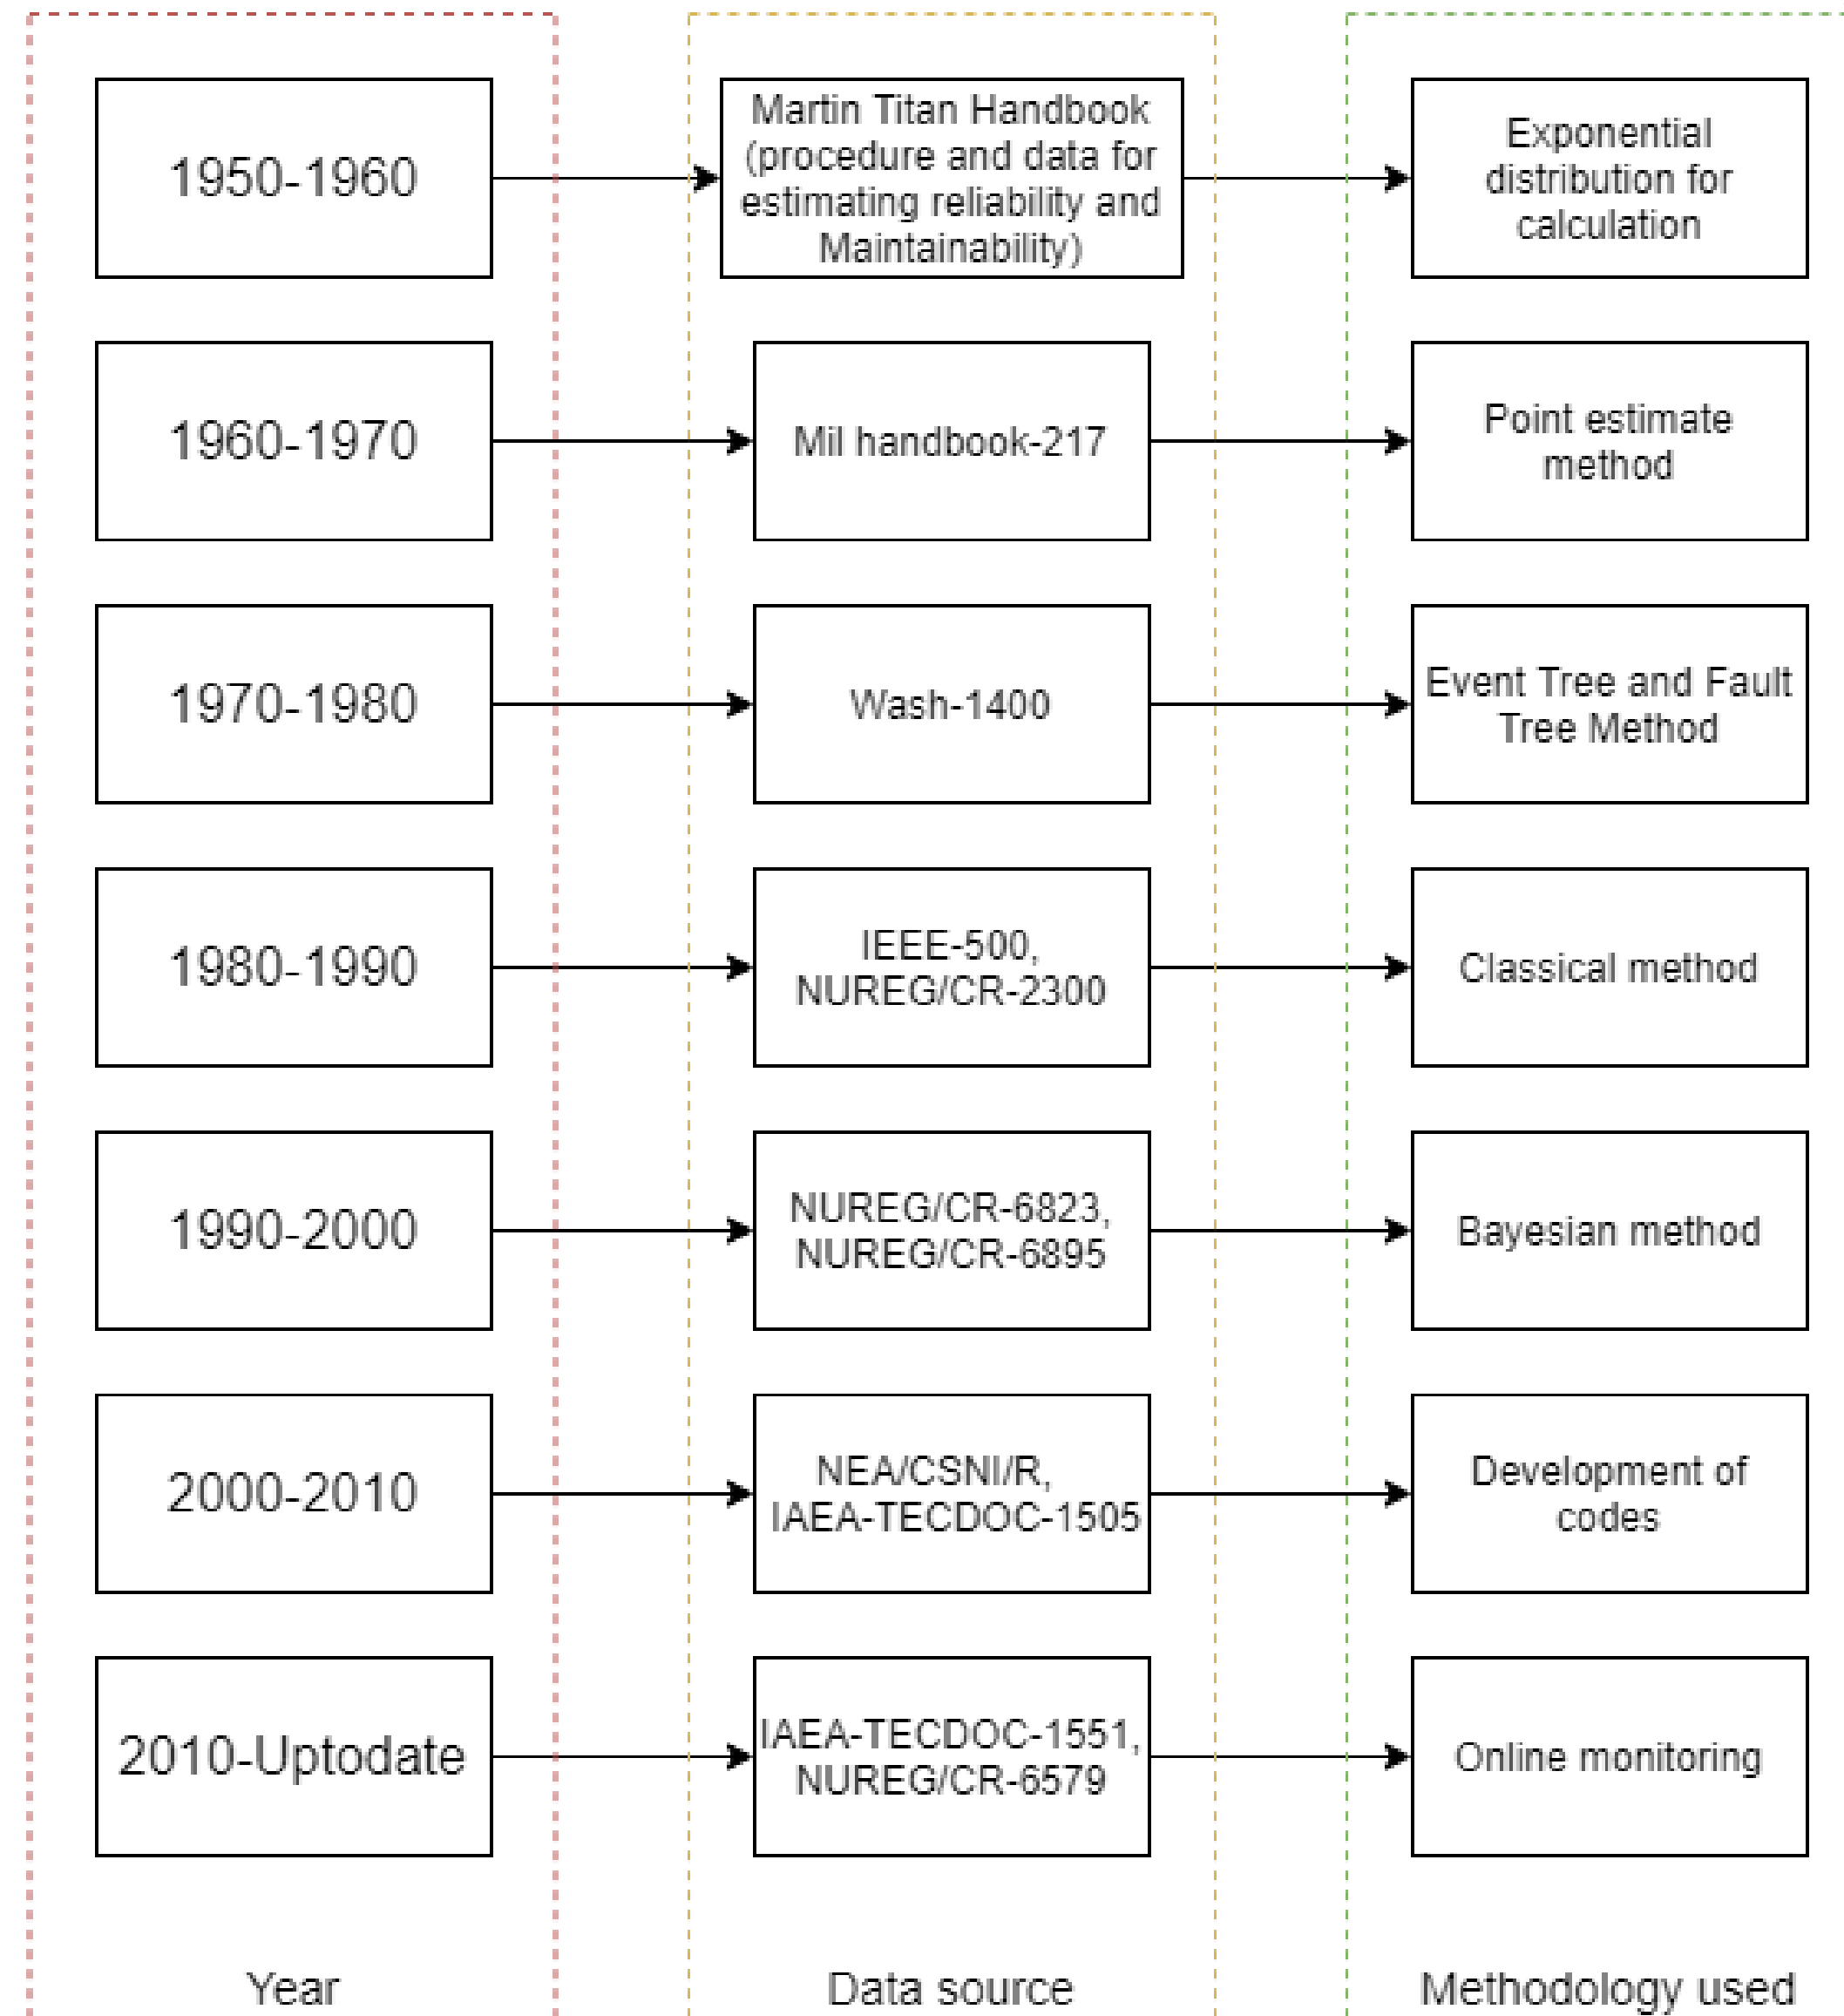 1950-1960
Martin Titan Handbook
(procedure and data for
estimating reliability and
Maintainability)
Exponential
distribution for
calculation
1960-1970
Mil handbook-217
Point estimate
method
1970-1980
Wash-1400
Event Tree and Fault
Tree Method
1980-1990
IEEE-500,
NUREG/CR-2300
Classical method
1990-2000
NUREG/CR-6823,
NUREG/CR-6895
Bayesian method
2000-2010
NEA/CSNI/R,
IAEA-TECDOC-1505
Development of
codes
2010-Uptodate
IAEA-TECDOC-1551,
NUREG/CR-6579
Online monitoring
Year
Data source
Methodology used